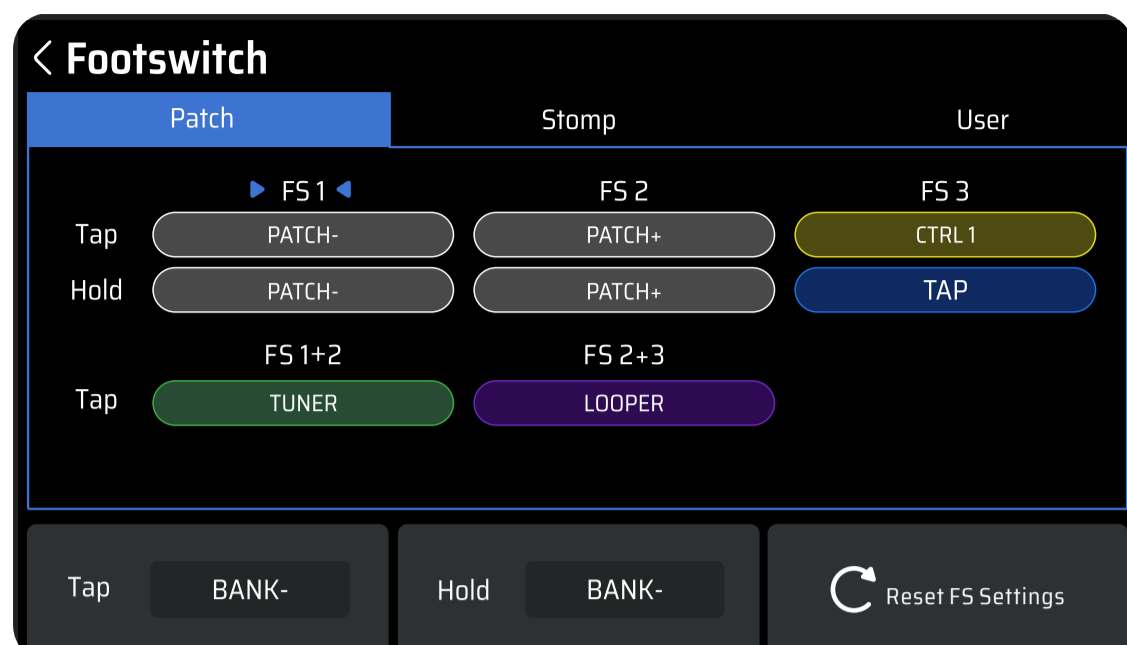 Footswitch
Patch Stomp User
FS 1 FS 2 FS 3
Tap PATCH- PATCH+ CTRL 1
Hold PATCH- PATCH+ TAP
FS 1+2 FS 2+3
Tap TUNER LOOPER
Tap BANK- Hold BANK- Reset FS Settings